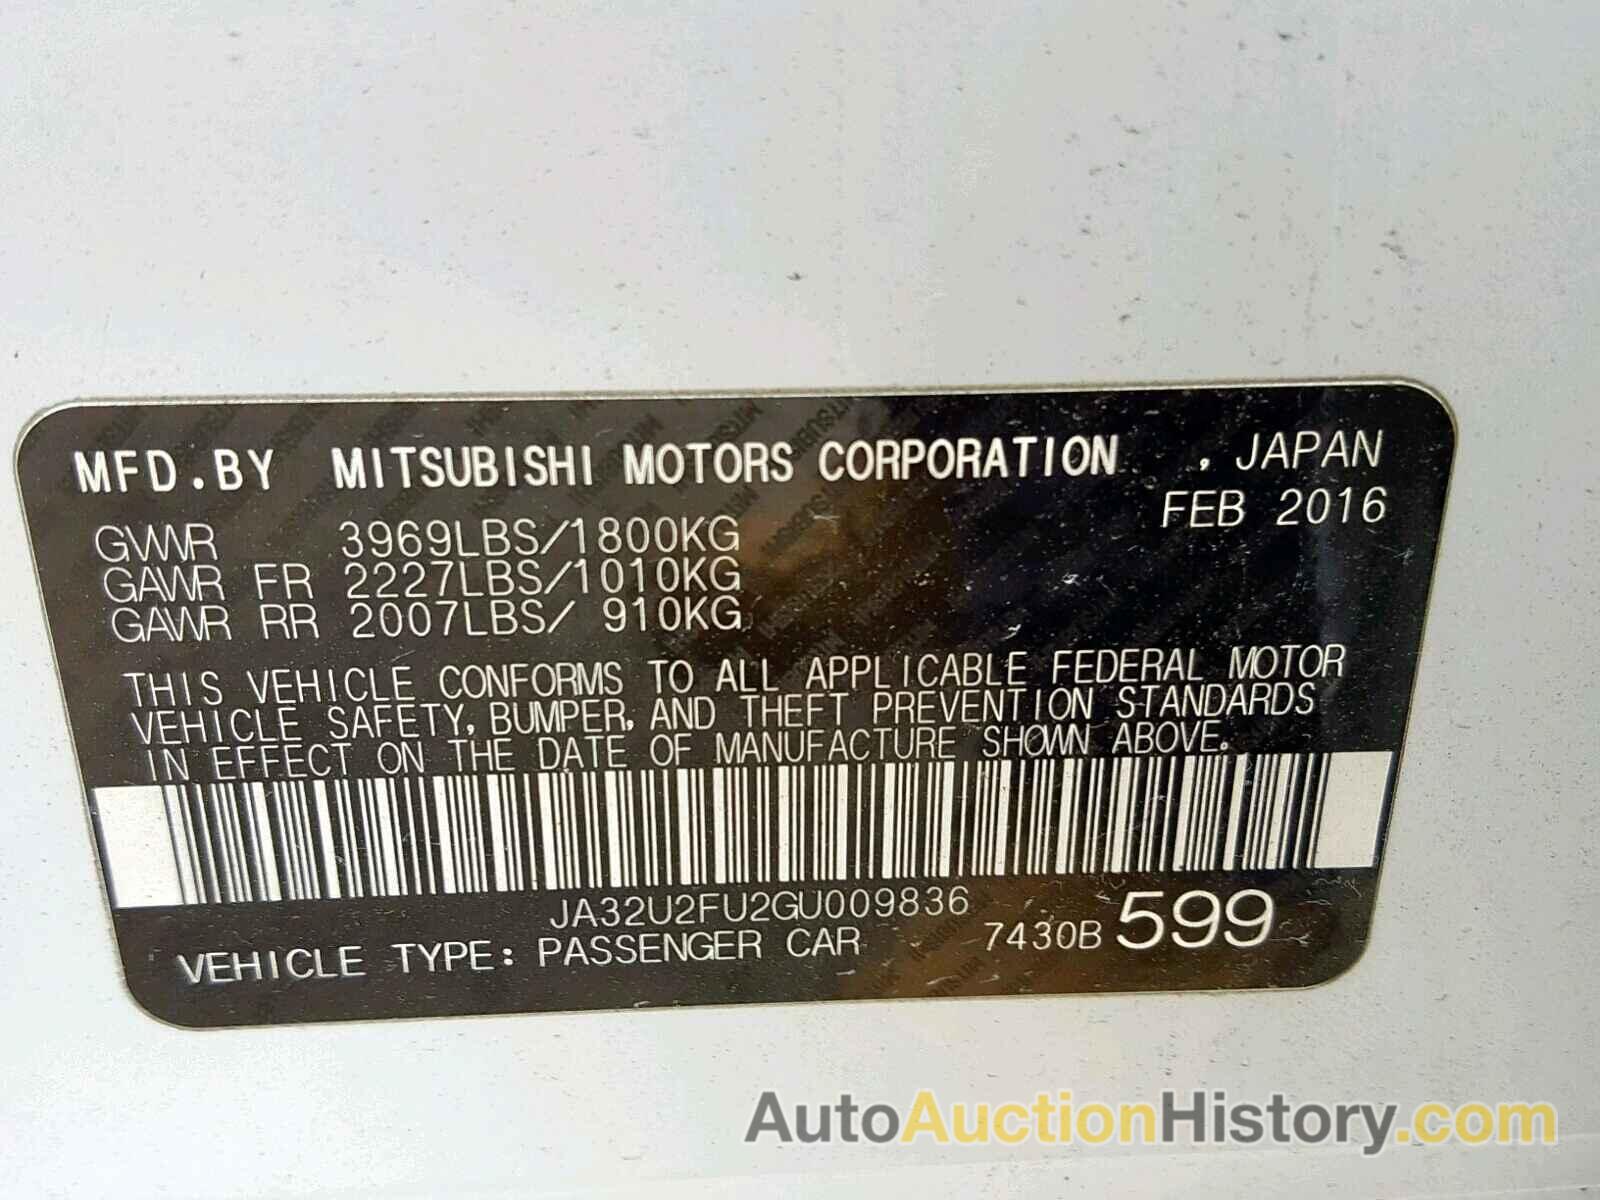 MFD.BY MITSUBISHI MOTORS CORPORATION , JAPAN
FEB 2016
GVWR 3969LBS/1800KG
GAWR FR 2227LBS/1010KG
GAWR RR 2007LBS/ 910KG
THIS VEHICLE CONFORMS TO ALL APPLICABLE FEDERAL MOTOR
VEHICLE SAFETY, BUMPER, AND THEFT PREVENTION STANDARDS
IN EFFECT ON THE DATE OF MANUFACTURE SHOWN ABOVE.
JA32U2FU2GU009836
VEHICLE TYPE: PASSENGER CAR 7430B 599
AutoAuctionHistory.com